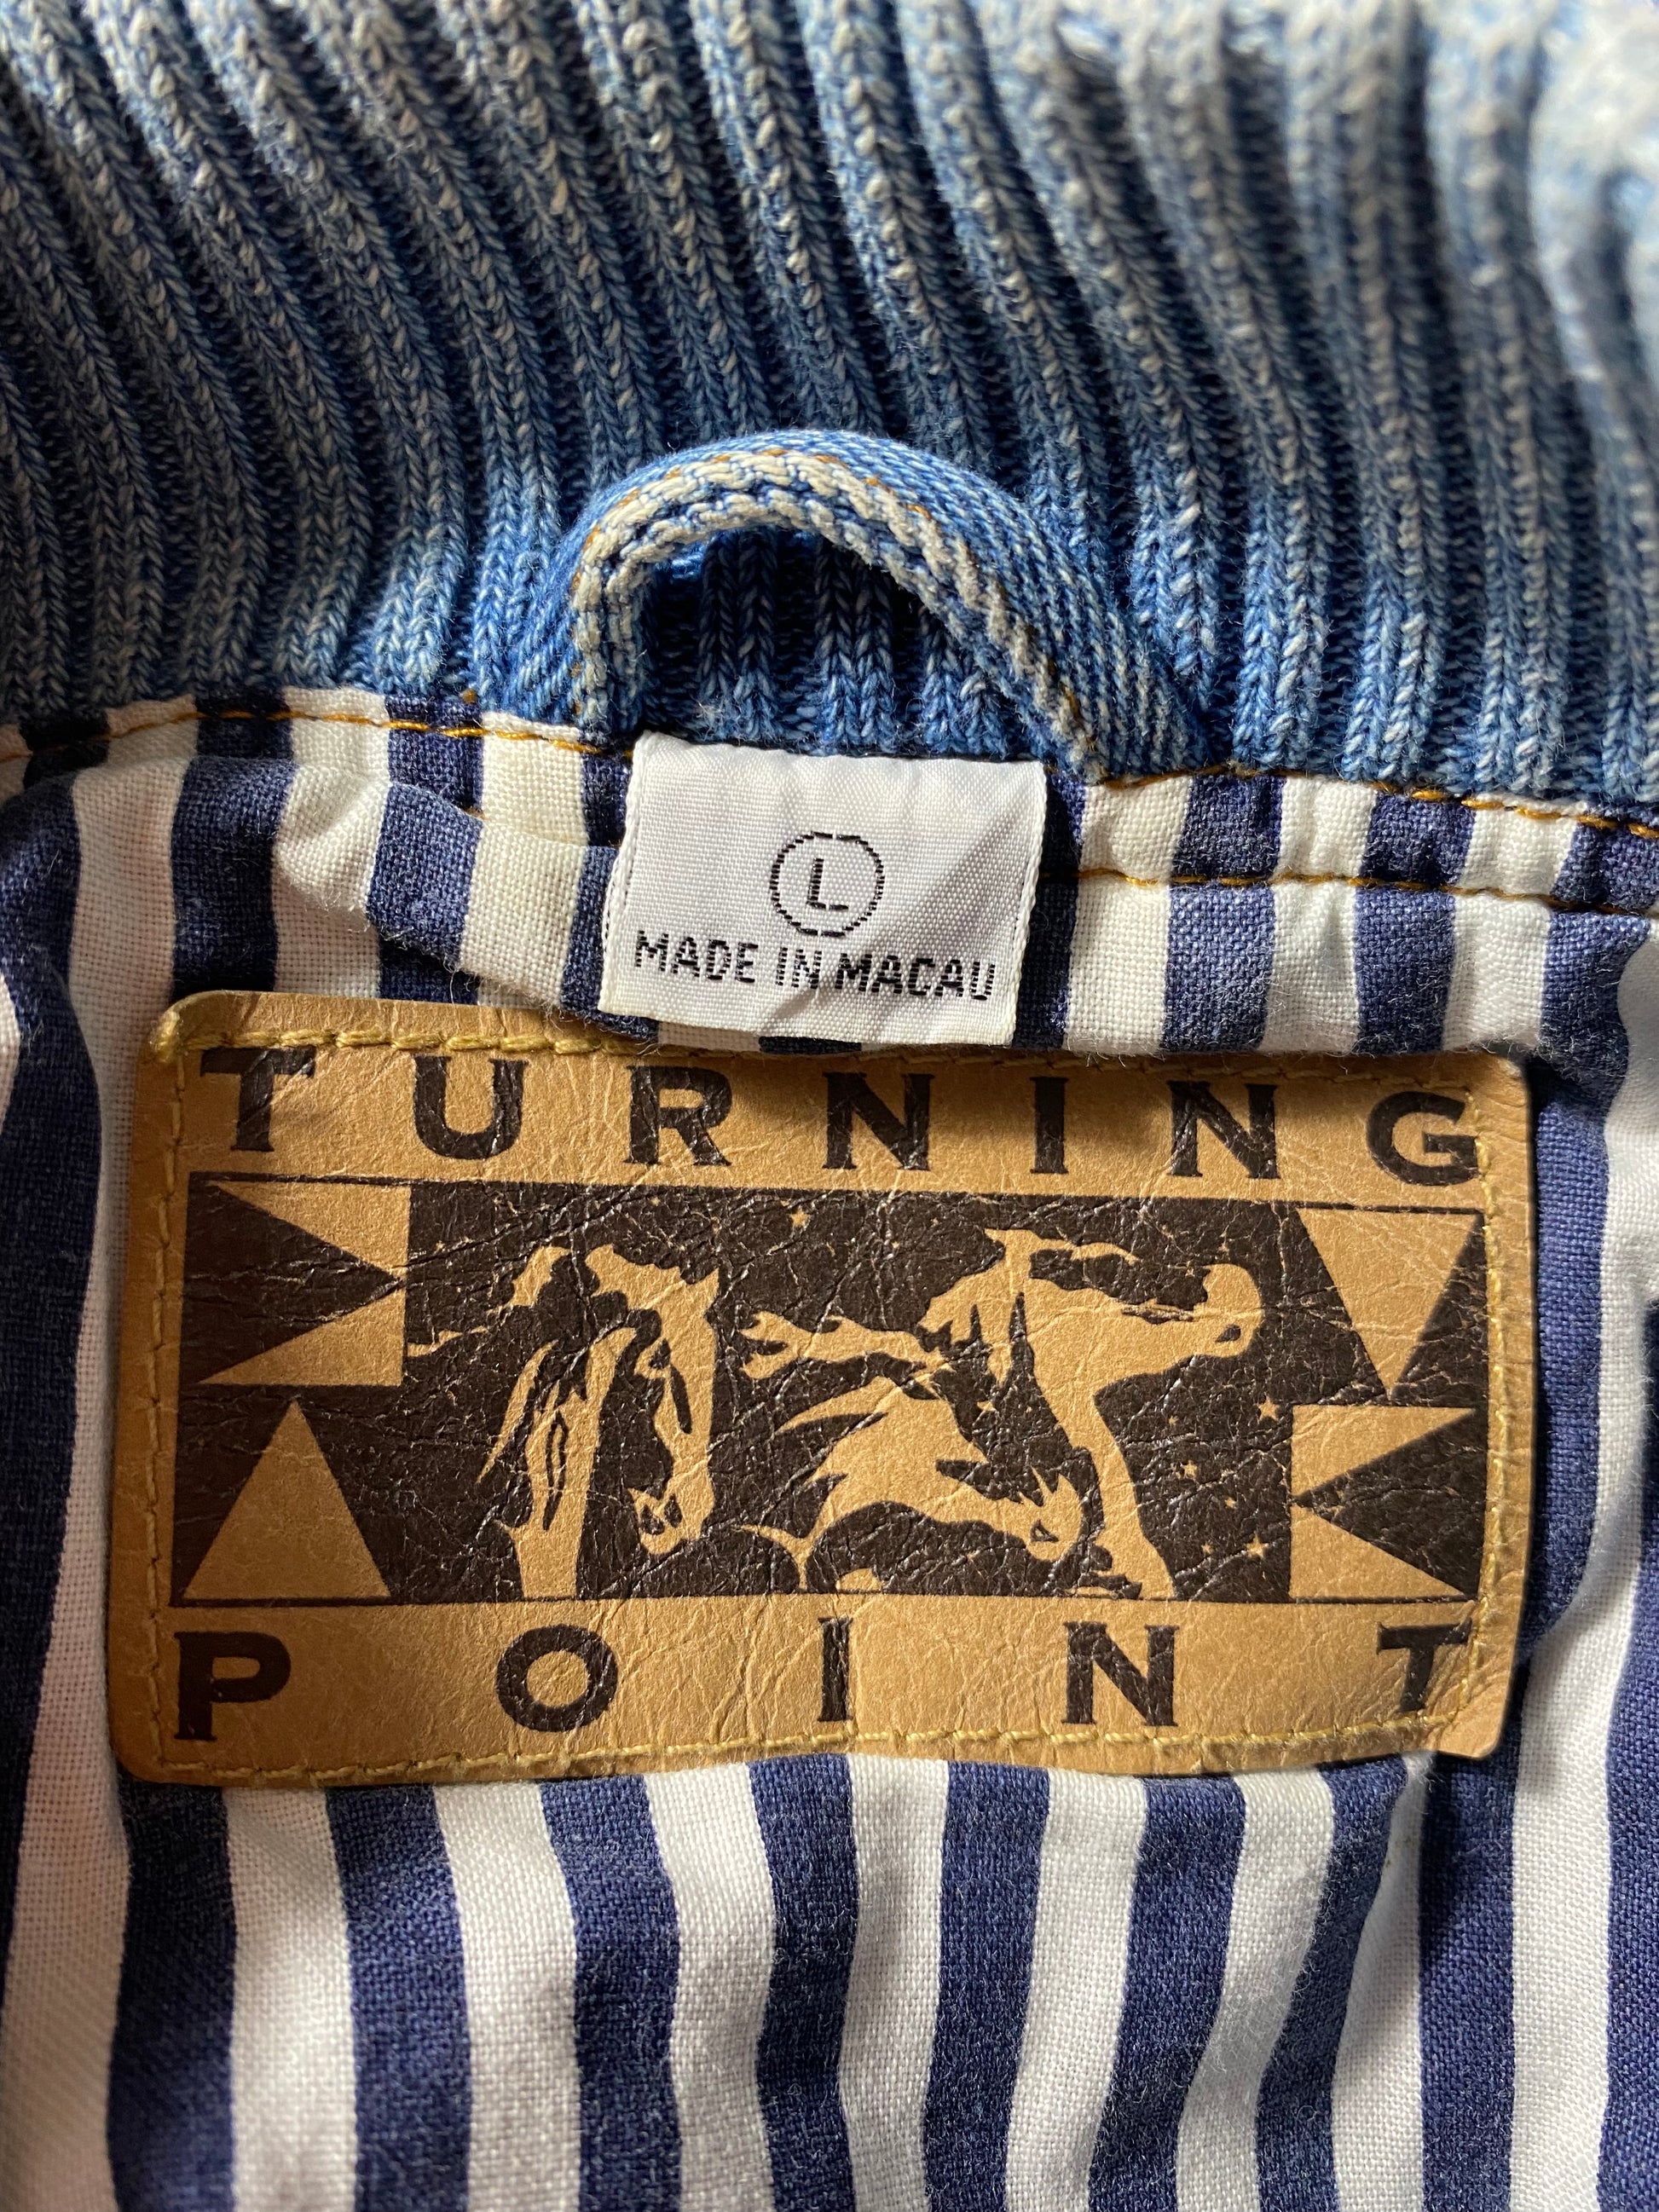 L
MADE IN MACAU
TURNING
POINT